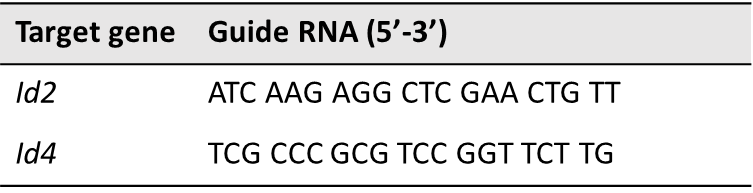 Target gene Guide RNA (5’-3’)
Id2 ATC AAG AGG CTC GAA CTG TT
Id4 TCG CCC GCG TCC GGT TCT TG